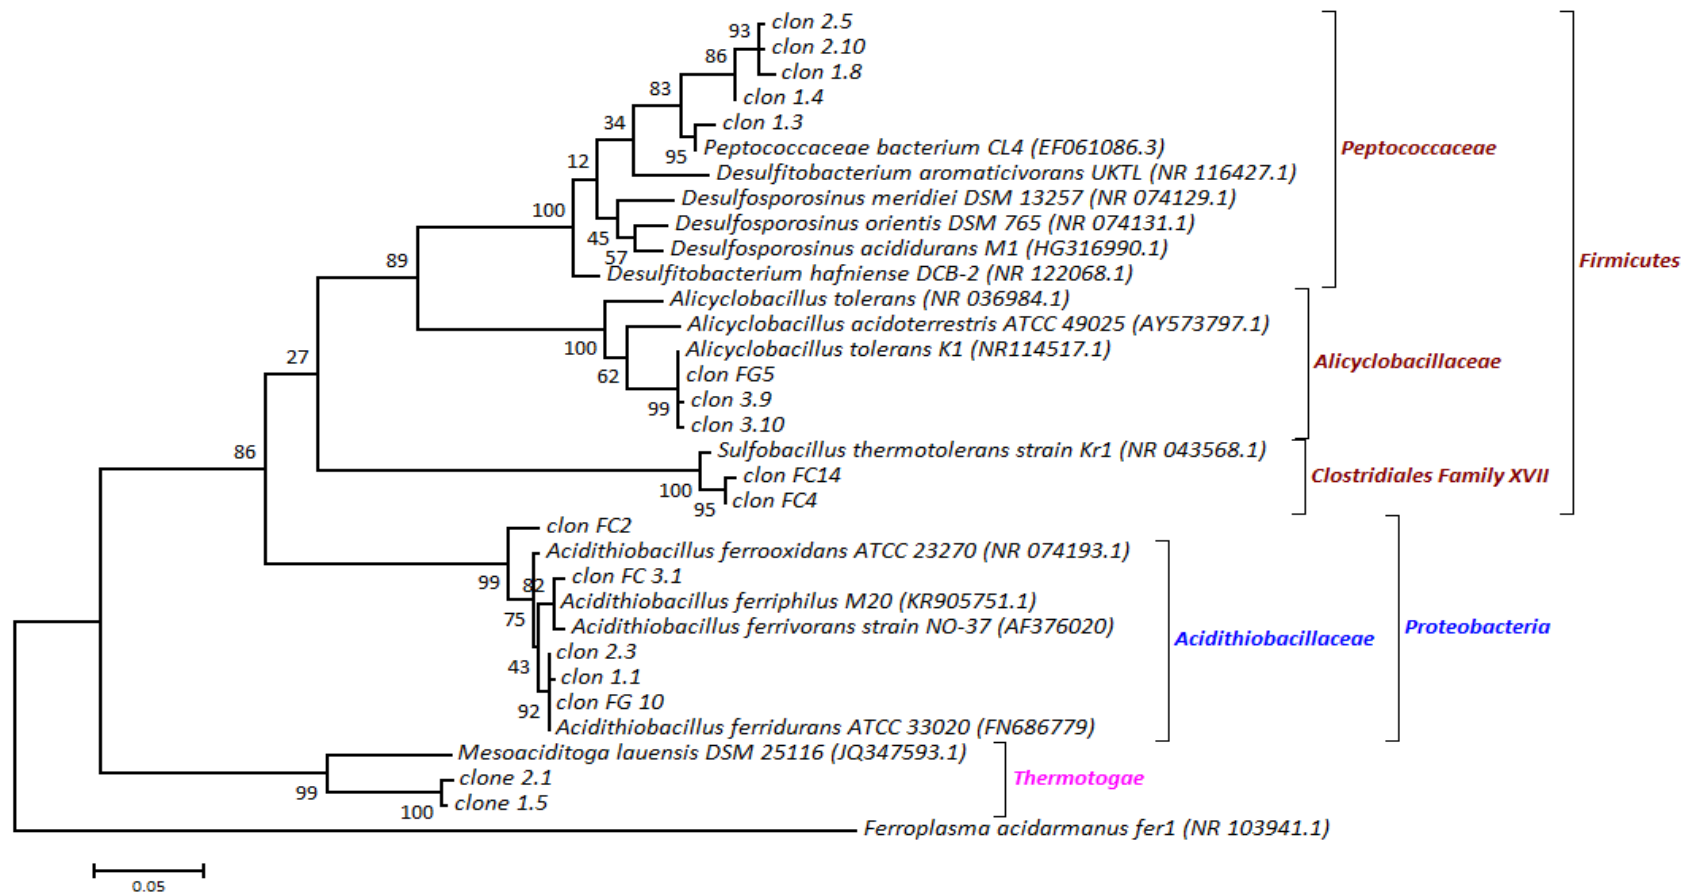 clon 2.5
93
clon 2.10
86
clon 1.8
83
clon 1.4
34
clon 1.3
12
95
Peptococcaceae bacterium CL4 (EF061086.3)
Peptococcaceae
Desulfitobacterium aromaticivorans UKTL (NR 116427.1)
Desulfosporosinus meridiei DSM 13257 (NR 074129.1)
100
Desulfosporosinus orientis DSM 765 (NR 074131.1)
45
Desulfosporosinus acididurans M1 (HG316990.1)
57
89
Desulfitobacterium hafniense DCB-2 (NR 122068.1)
Firmicutes
Alicyclobacillus tolerans (NR 036984.1)
Alicyclobacillus acidoterrestris ATCC 49025 (AY573797.1)
100
Alicyclobacillus tolerans K1 (NR114517.1)
27
Alicyclobacillaceae
62
clon FG5
99
clon 3.9
clon 3.10
86
Sulfobacillus thermotolerans strain Kr1 (NR 043568.1)
clon FC14
Clostridiales Family XVII
100
95
clon FC4
clon FC2
Acidithiobacillus ferrooxidans ATCC 23270 (NR 074193.1)
99
82
clon FC 3.1
75
Acidithiobacillus ferriphilus M20 (KR905751.1)
Acidithiobacillus ferrivorans strain NO-37 (AF376020)
Acidithiobacillaceae
Proteobacteria
clon 2.3
43
clon 1.1
92
clon FG 10
Acidithiobacillus ferridurans ATCC 33020 (FN686779)
Mesoaciditoga lauensis DSM 25116 (JQ347593.1)
clone 2.1
Thermotogae
99
100
clone 1.5
Ferroplasma acidarmanus fer1 (NR 103941.1)
0.05